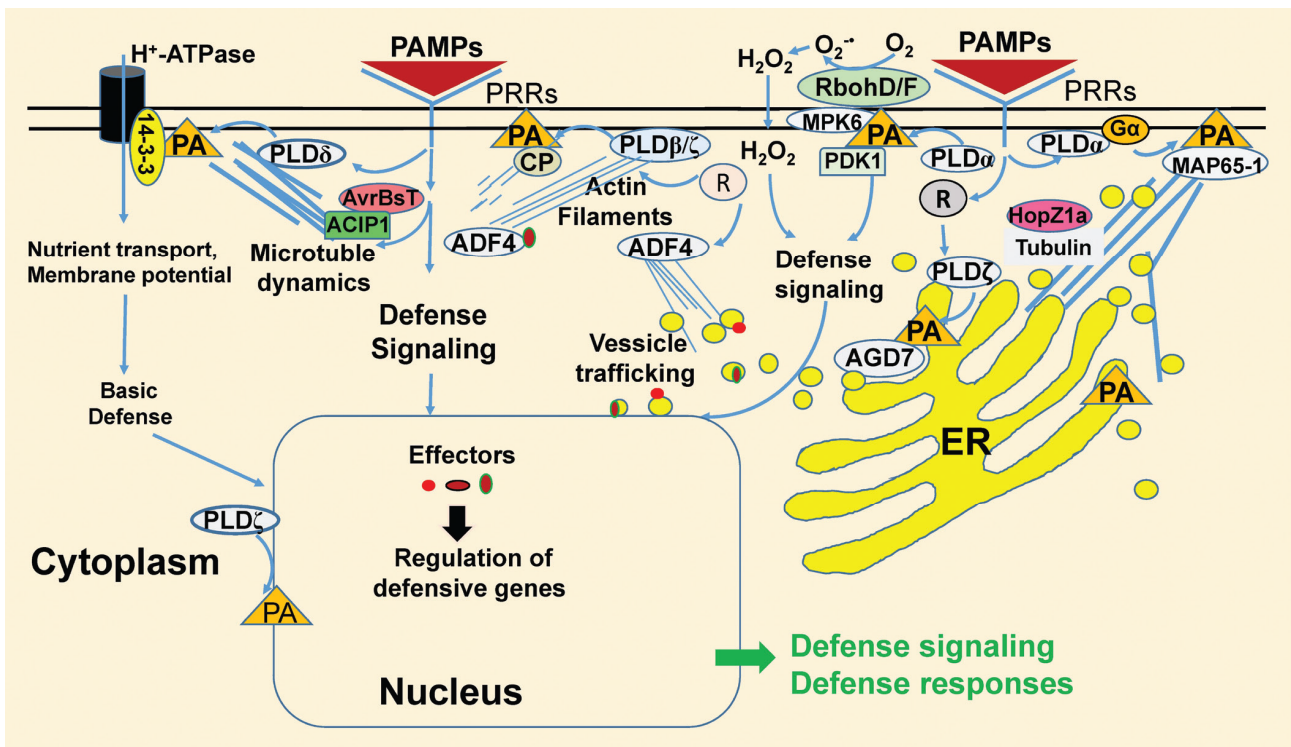 H⁺-ATPase
PAMPs
PRRs
H₂O₂
O₂⁻•
O₂
PAMPs
PRRs
RbohD/F
MPK6
14-3-3
PA
PLDδ
PA
CP
PLDβ/ζ
PA
PDK1
PLDα
PLDα
Gα
PA
MAP65-1
H₂O₂
AvrBsT
ACIP1
Actin
Filaments
R
R
HopZ1a
Tubulin
Nutrient transport,
Membrane potential
Microtuble
dynamics
ADF4
ADF4
Defense
signaling
PLDζ
Defense
Signaling
Vessicle
trafficking
PA
AGD7
PA
Basic
Defense
ER
Effectors
PLDζ
Cytoplasm
Regulation of
defensive genes
PA
Nucleus
Defense signaling
Defense responses